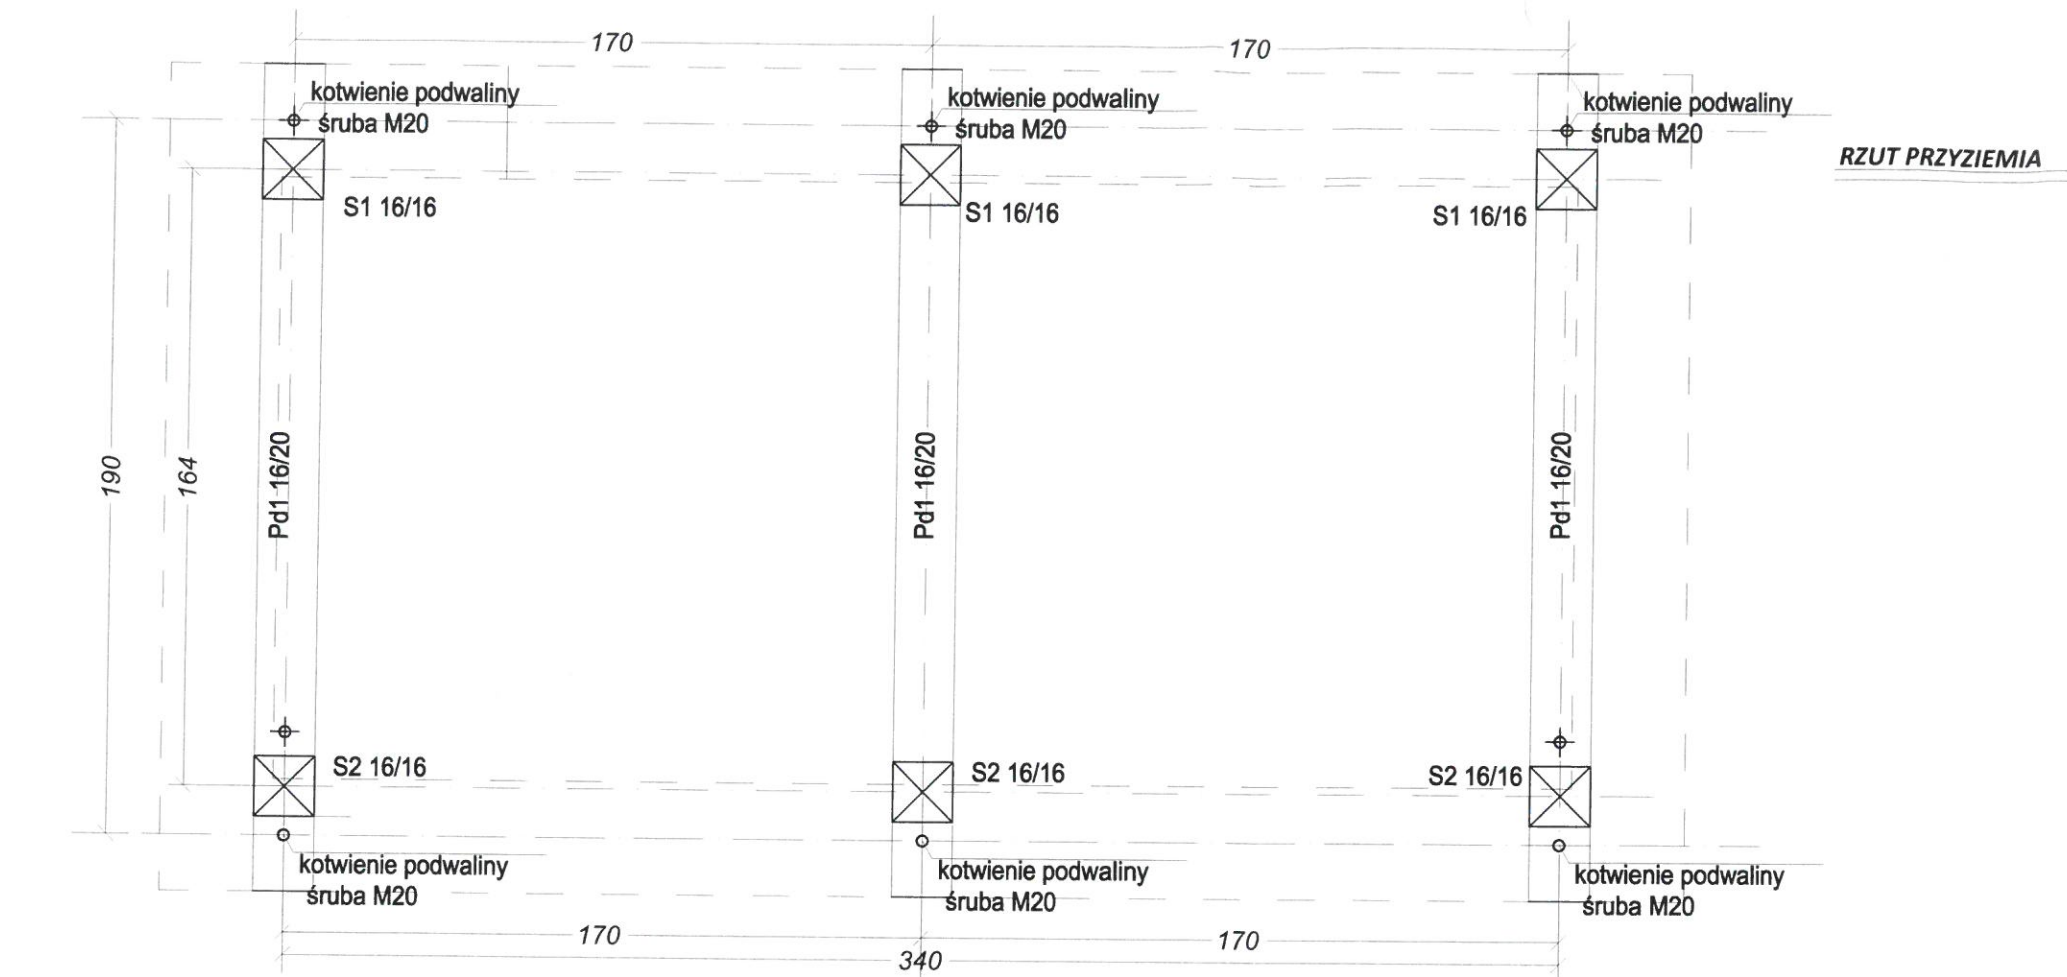 170
170
kotwienie podwaliny
śruba M20
kotwienie podwaliny
śruba M20
kotwienie podwaliny
śruba M20
RZUT PRZYZIEMIA
S1 16/16
S1 16/16
S1 16/16
190
164
Pd1 16/20
Pd1 16/20
Pd1 16/20
S2 16/16
S2 16/16
S2 16/16
kotwienie podwaliny
śruba M20
kotwienie podwaliny
śruba M20
kotwienie podwaliny
śruba M20
170
170
340